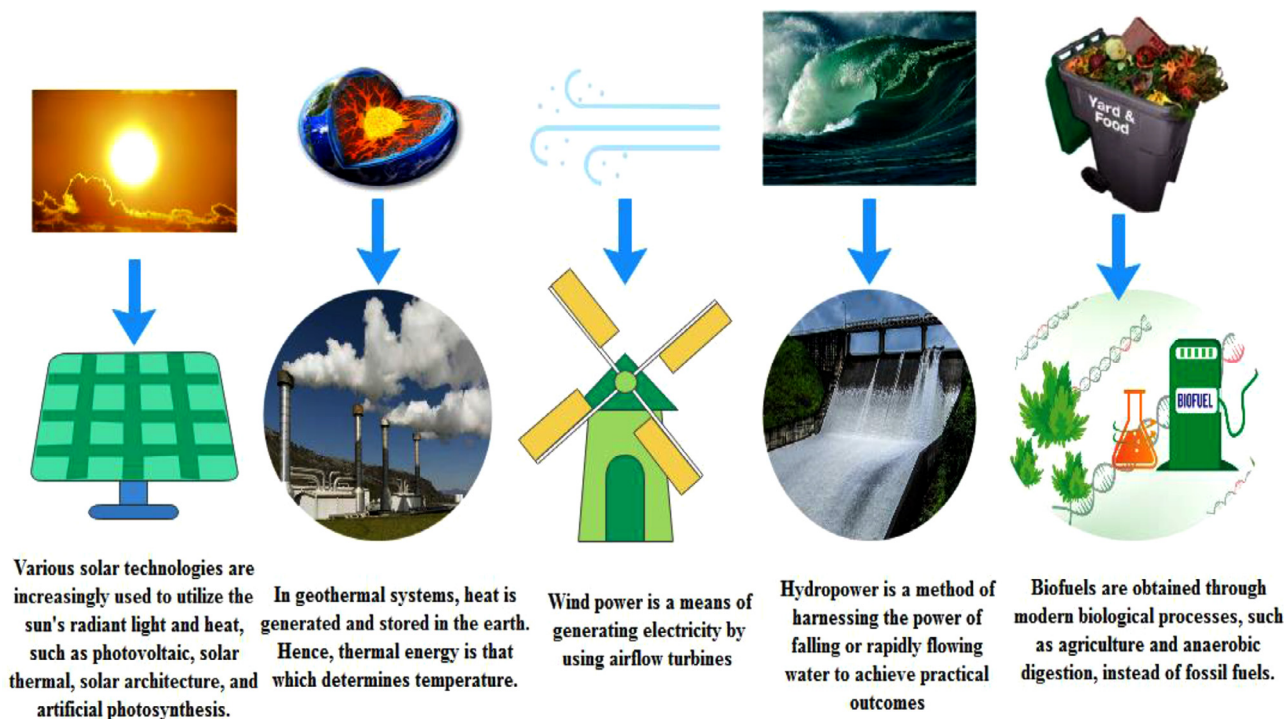 Yard &
Food
BIOFUEL
Various solar technologies are
increasingly used to utilize the
sun's radiant light and heat,
such as photovoltaic, solar
thermal, solar architecture, and
artificial photosynthesis.
In geothermal systems, heat is
generated and stored in the earth.
Hence, thermal energy is that
which determines temperature.
Wind power is a means of
generating electricity by
using airflow turbines
Hydropower is a method of
harnessing the power of
falling or rapidly flowing
water to achieve practical
outcomes
Biofuels are obtained through
modern biological processes, such
as agriculture and anaerobic
digestion, instead of fossil fuels.